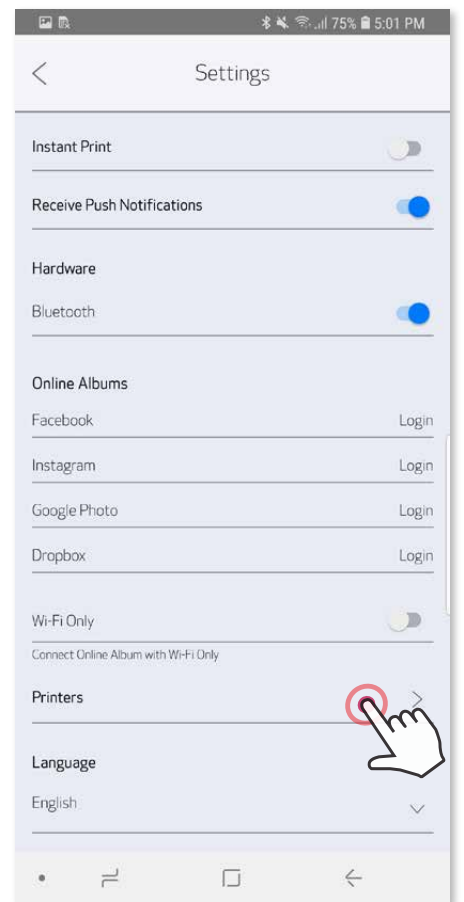 75% 5:01 PM
Settings
Instant Print
Receive Push Notifications
Hardware
Bluetooth
Online Albums
Facebook Login
Instagram Login
Google Photo Login
Dropbox Login
Wi-Fi Only
Connect Online Album with Wi-Fi Only
Printers
Language
English